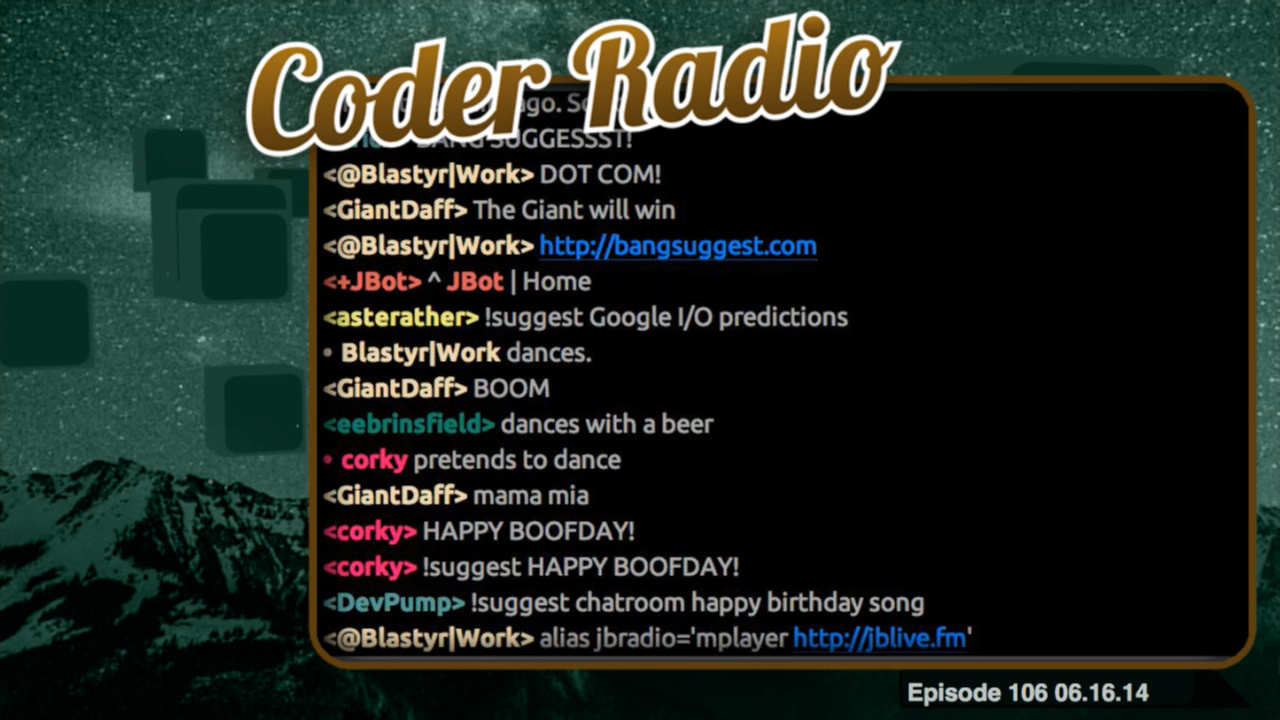 Coder Radio
ago.
BANG SUGGESSST!
<@Blastyr|Work> DOT COM!
<GiantDaff> The Giant will win
<@Blastyr|Work> http://bangsuggest.com
<+JBot> ^ JBot | Home
<asterather> !suggest Google I/O predictions
• Blastyr|Work dances.
<GiantDaff> BOOM
<eebrinsfield> dances with a beer
• corky pretends to dance
<GiantDaff> mama mia
<corky> HAPPY BOOFDAY!
<corky> !suggest HAPPY BOOFDAY!
<DevPump> !suggest chatroom happy birthday song
<@Blastyr|Work> alias jbradio='mplayer http://jblive.fm'
Episode 106 06.16.14